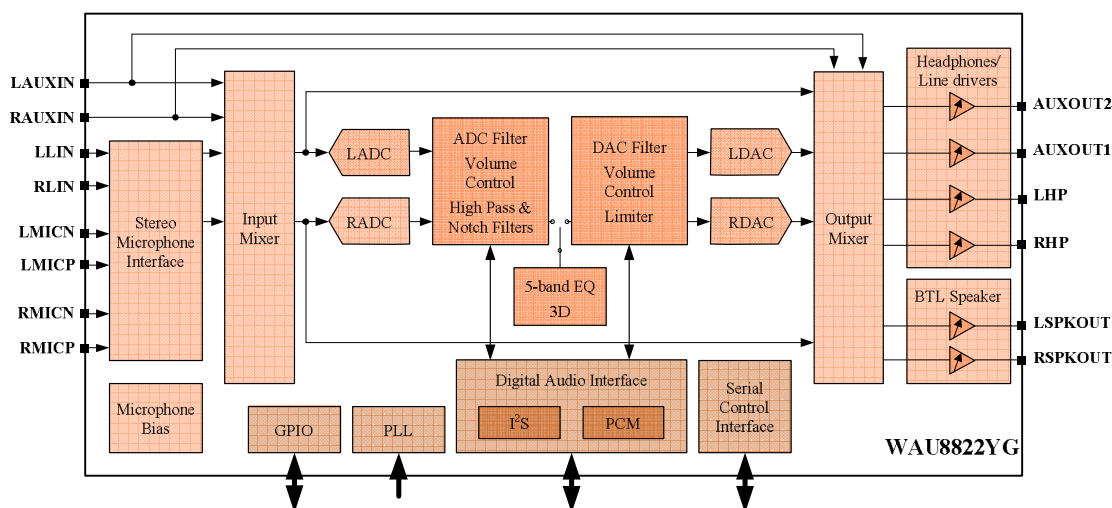 LAUXIN
RAUXIN
LLIN
RLIN
LMICN
LMICP
RMICN
RMICP
Stereo
Microphone
Interface
Microphone
Bias
Input
Mixer
LADC
RADC
ADC Filter
Volume
Control
High Pass &
Notch Filters
DAC Filter
Volume
Control
Limiter
LDAC
RDAC
5-band EQ
3D
Output
Mixer
Headphones/
Line drivers
BTL Speaker
AUXOUT2
AUXOUT1
LHP
RHP
LSPKOUT
RSPKOUT
GPIO
PLL
Digital Audio Interface
I²S
PCM
Serial
Control
Interface
WAU8822YG